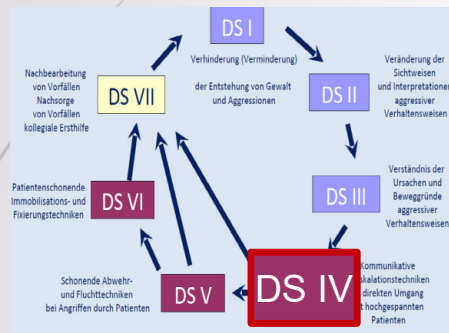 DS I
Verhinderung (Verminderung)
der Entstehung von Gewalt
und Aggressionen
DS II
Veränderung der
Sichtweisen
und Interpretationen
aggressiver
Verhaltensweisen
DS III
Verständnis der
Ursachen und
Beweggründe
aggressiver
Verhaltensweisen
DS IV
Kommunikative
skalationstechniken
direkten Umgang
t hochgespannten
Patienten
DS V
Schonende Abwehr-
und Fluchttechniken
bei Angriffen durch Patienten
DS VI
Patientenschonende
Immobilisations- und
Fixierungstechniken
DS VII
Nachbearbeitung
von Vorfällen
Nachsorge
von Vorfällen
kollegiale Ersthilfe